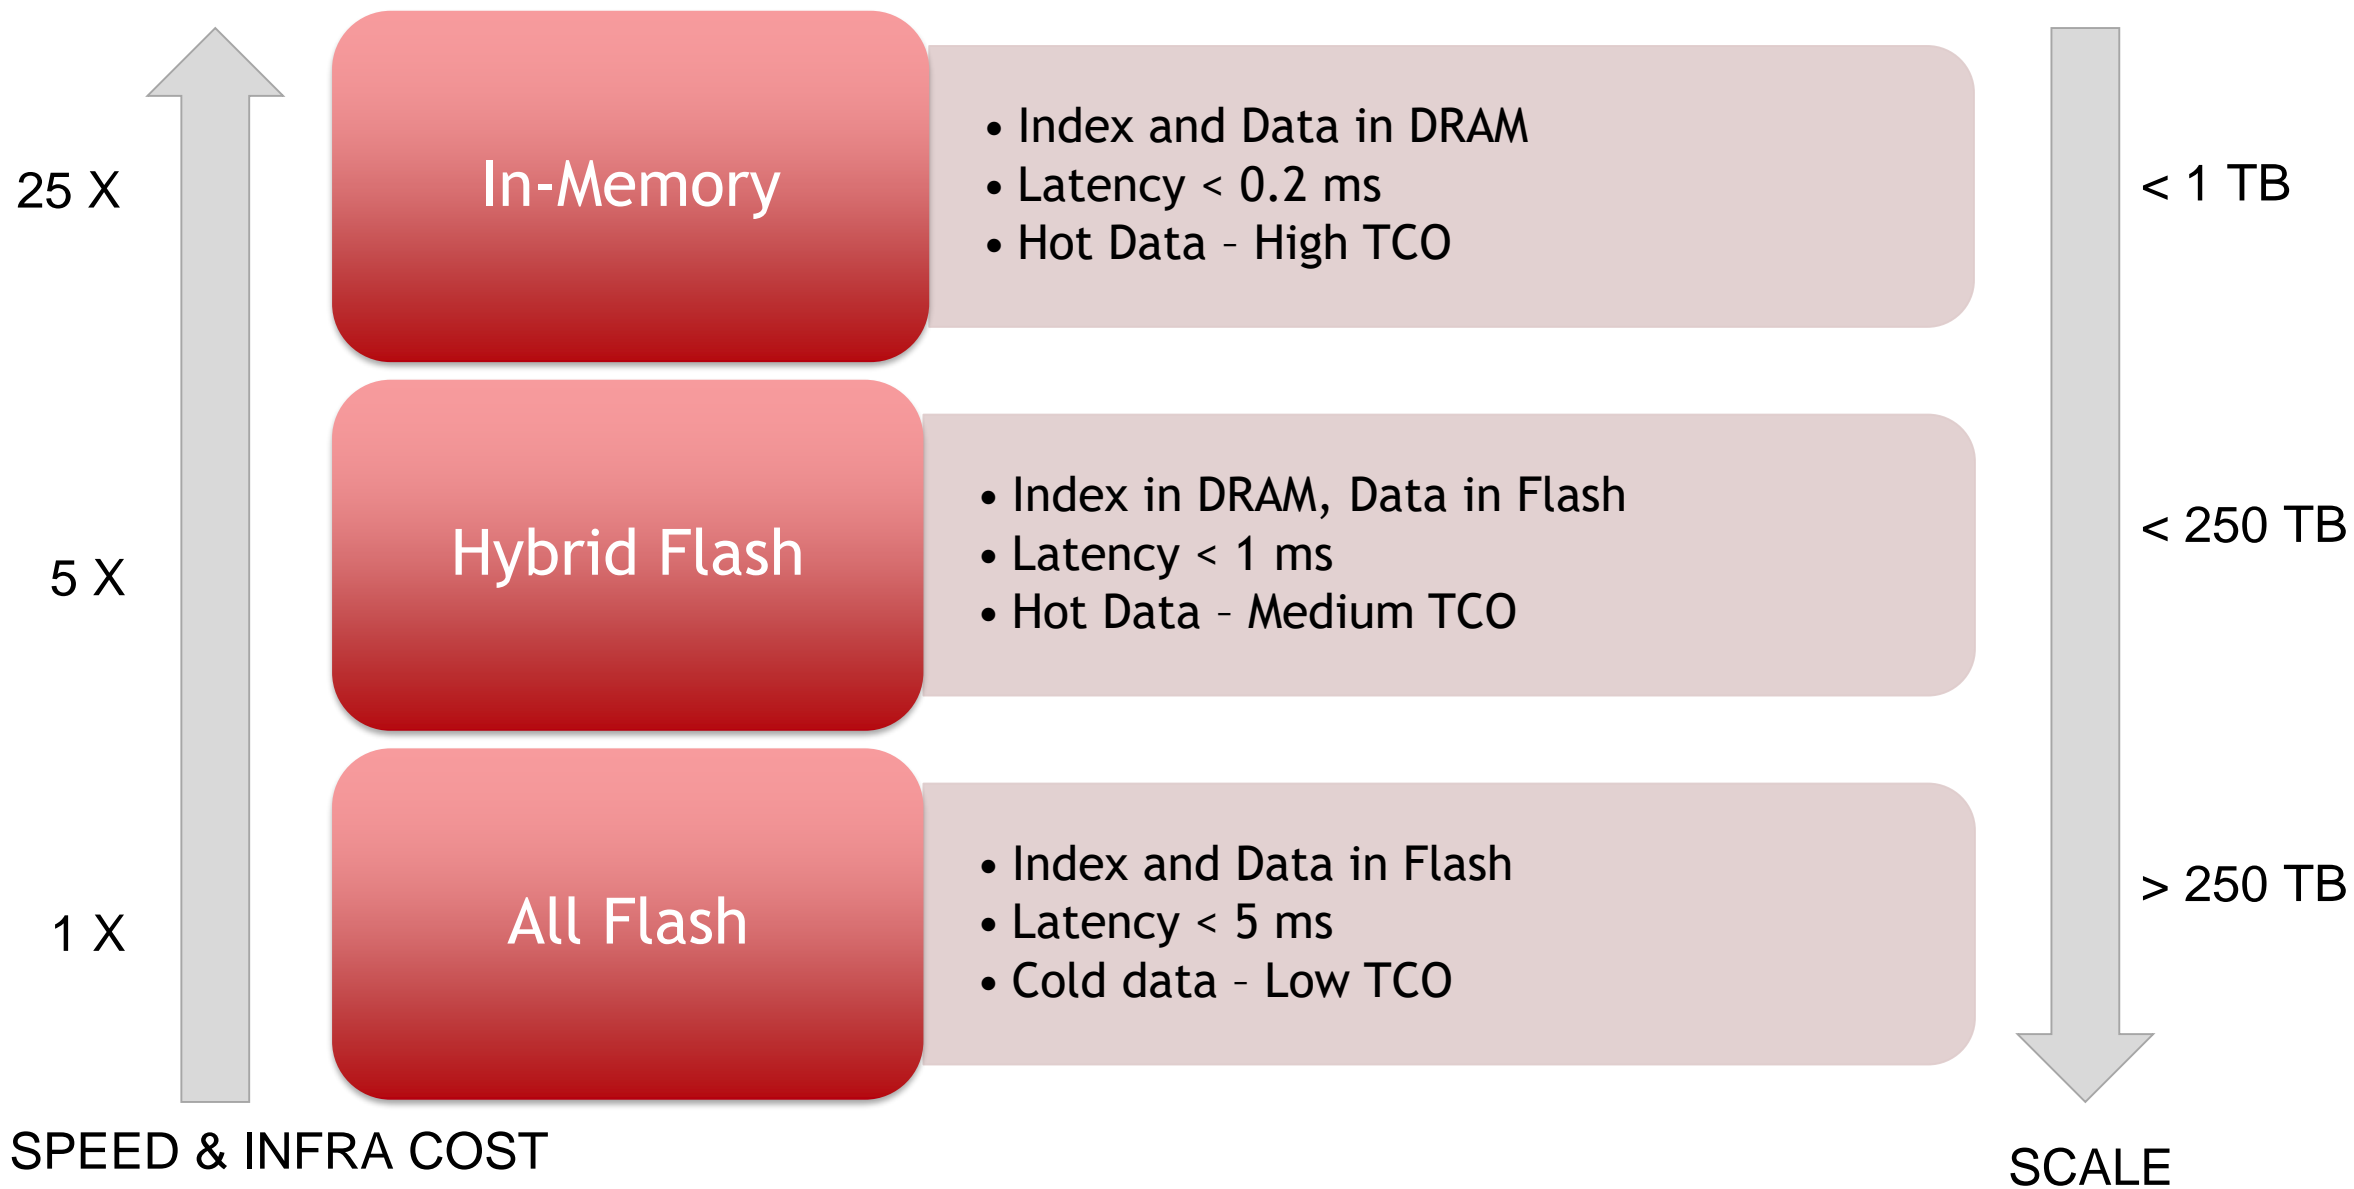 25 X
In-Memory
• Index and Data in DRAM
• Latency < 0.2 ms
• Hot Data – High TCO
< 1 TB
5 X
Hybrid Flash
• Index in DRAM, Data in Flash
• Latency < 1 ms
• Hot Data – Medium TCO
< 250 TB
1 X
All Flash
• Index and Data in Flash
• Latency < 5 ms
• Cold data – Low TCO
> 250 TB
SPEED & INFRA COST
SCALE